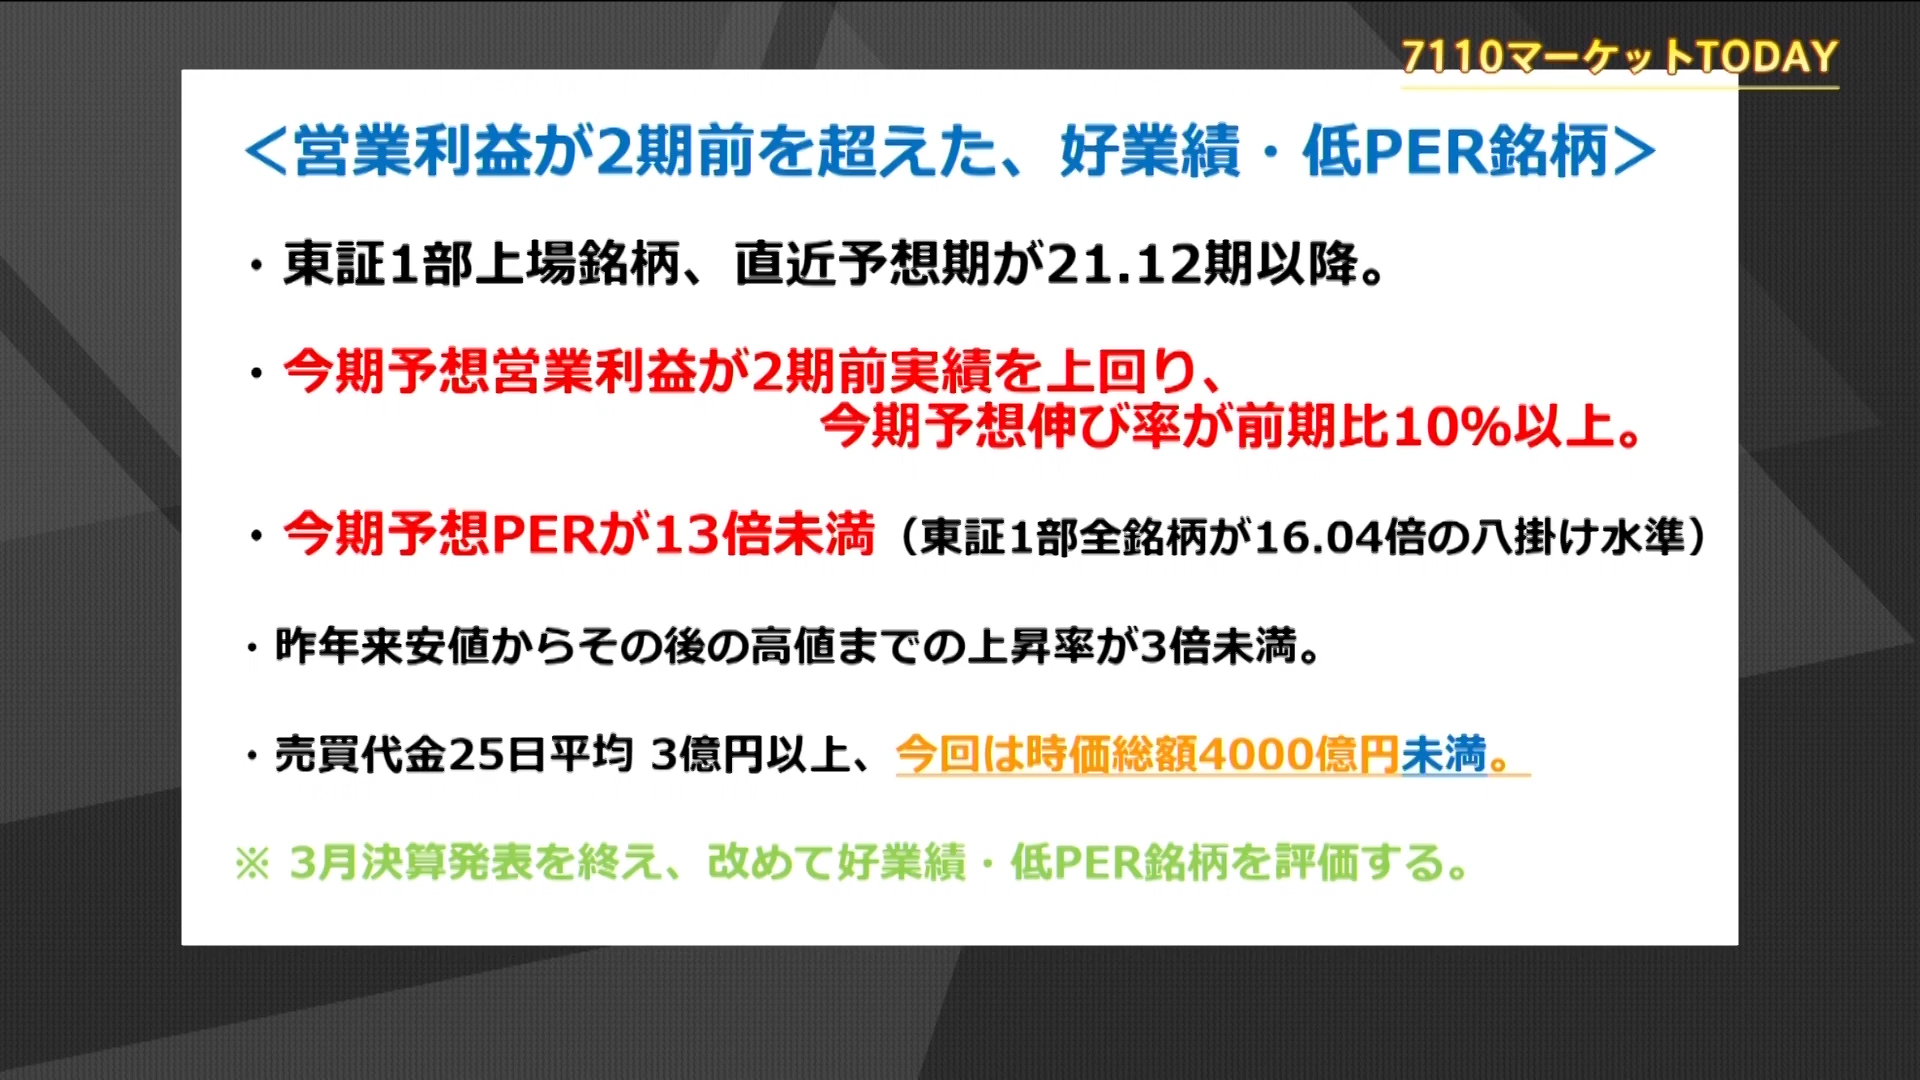 7110マーケットTODAY
＜営業利益が2期前を超えた、好業績・低PER銘柄＞
・東証1部上場銘柄、直近予想期が21.12期以降。
・今期予想営業利益が2期前実績を上回り、
今期予想伸び率が前期比10%以上。
・今期予想PERが13倍未満（東証1部全銘柄が16.04倍の八掛け水準）
・昨年来安値からその後の高値までの上昇率が3倍未満。
・売買代金25日平均 3億円以上、今回は時価総額4000億円未満。
※ 3月決算発表を終え、改めて好業績・低PER銘柄を評価する。